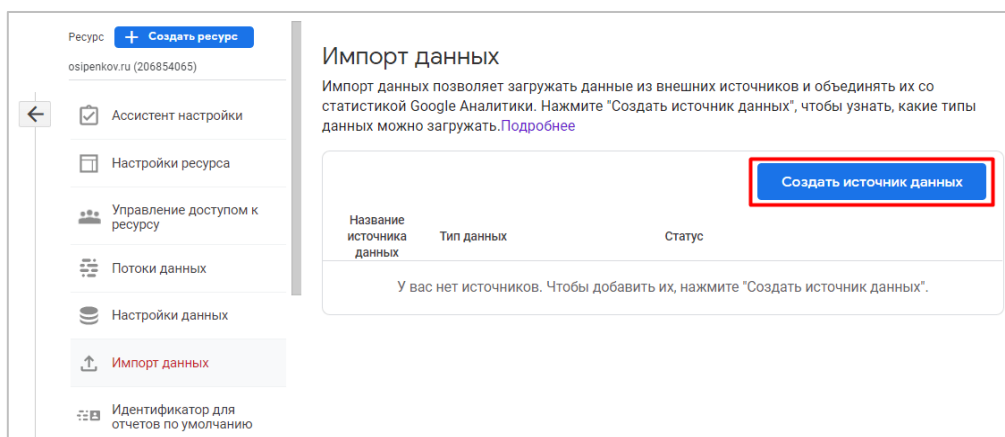 Ресурс
+ Создать ресурс
osipenkov.ru (206854065)
Ассистент настройки
Настройки ресурса
Управление доступом к
ресурсу
Потоки данных
Настройки данных
Импорт данных
Идентификатор для
отчетов по умолчанию
Импорт данных
Импорт данных позволяет загружать данные из внешних источников и объединять их со
статистикой Google Аналитики. Нажмите "Создать источник данных", чтобы узнать, какие типы
данных можно загружать.Подробнее
Создать источник данных
Название
источника
данных
Тип данных
Статус
У вас нет источников. Чтобы добавить их, нажмите "Создать источник данных".